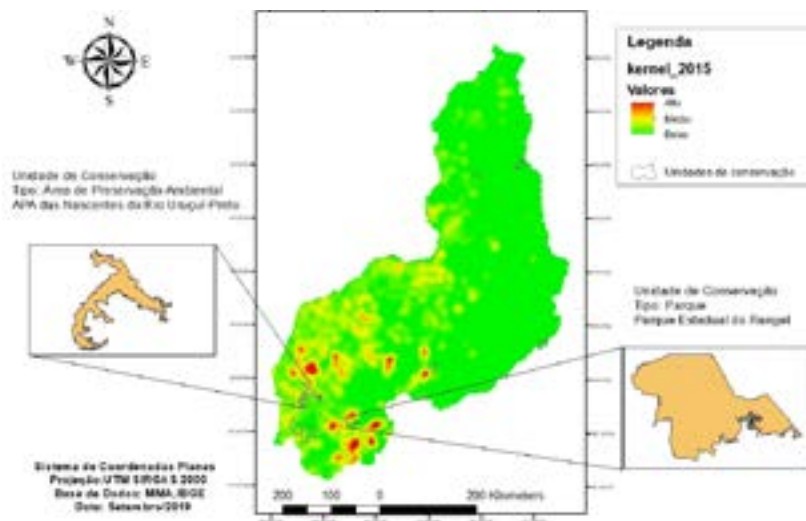 N
W E
S
Legenda
kernel_2015
Valores
Alto
Médio
Baixo
Unidades de conservação
Unidade de Conservação
Tipo: Área de Preservação Ambiental
APA das Nascentes do Rio Uruçuí-Preto
Unidade de Conservação
Tipo: Parque
Parque Estadual do Rangel
Sistema de Coordenadas Planas
Projeção:UTM SIRGAS 2000
Base de Dados: MMA,IBGE
Data: Setembro/2019
200 100 0 200 Kilometers